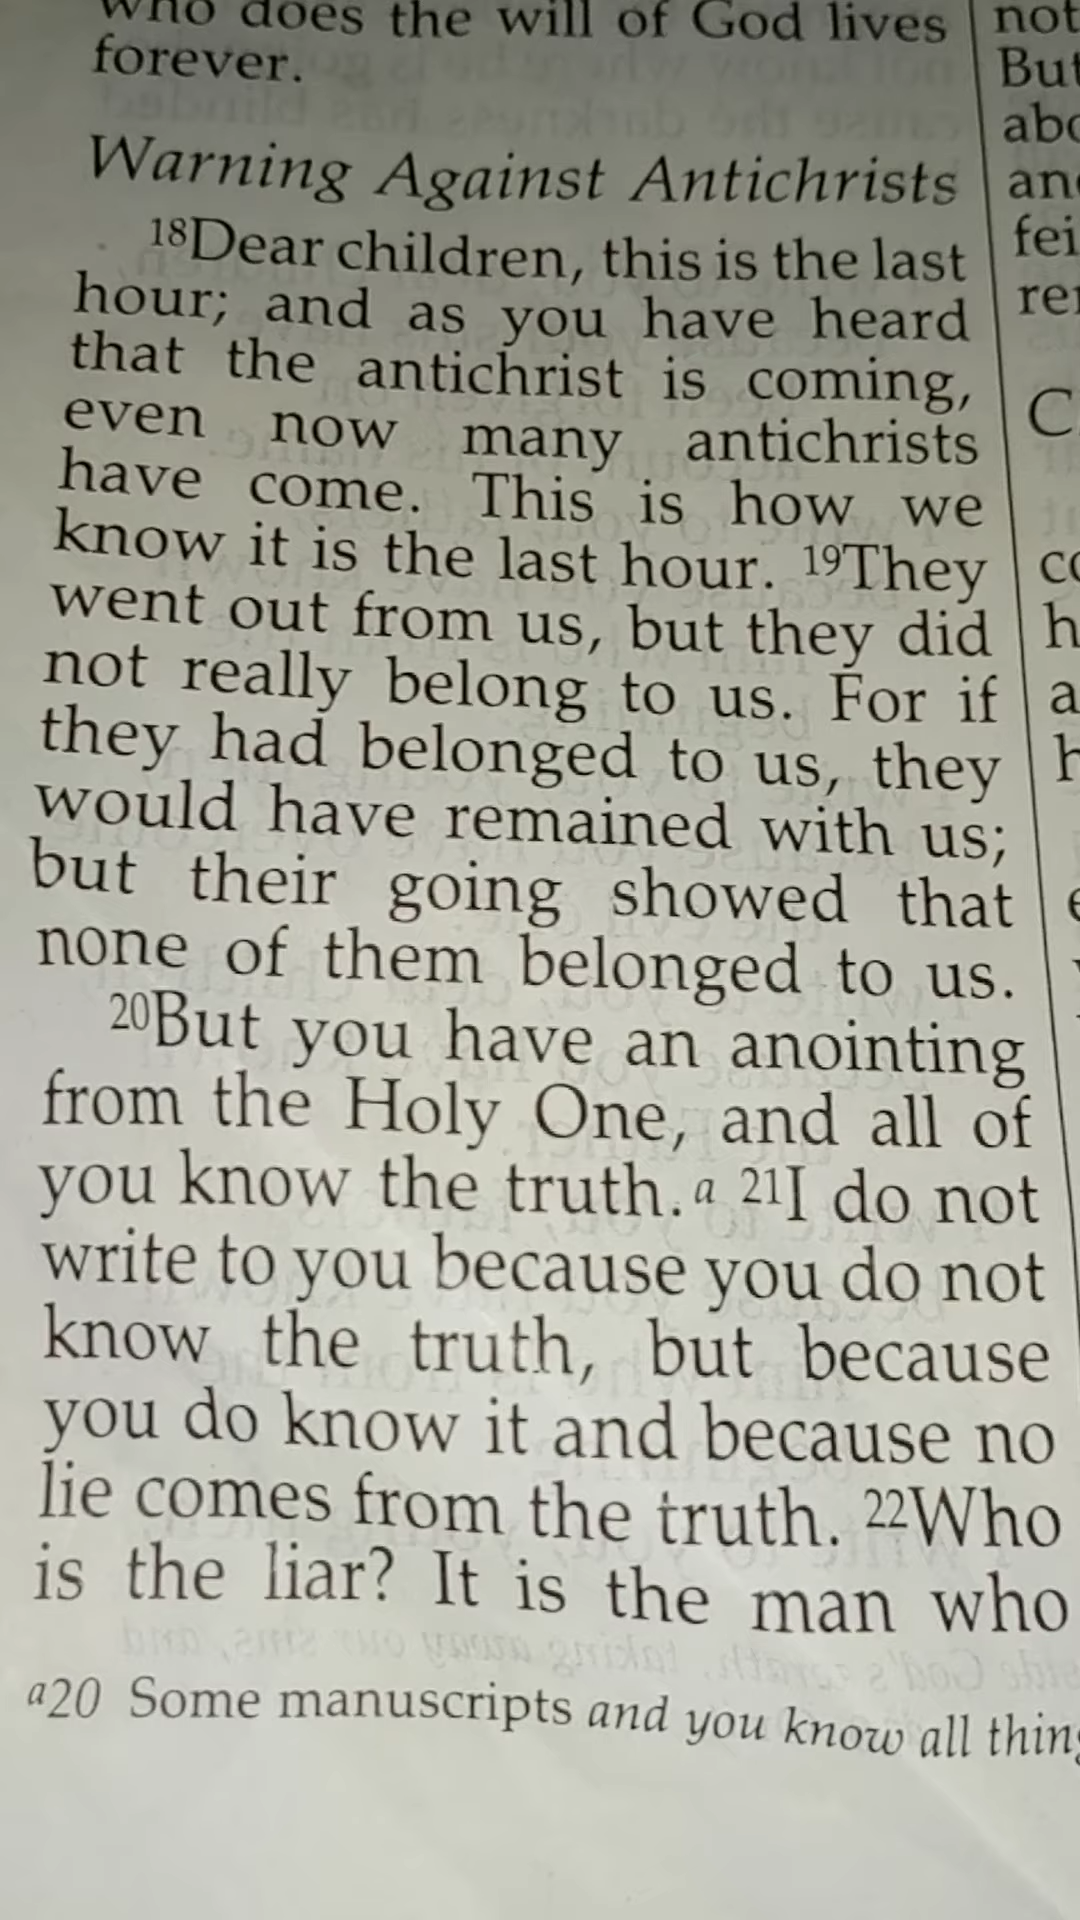 who does the will of God lives
forever.
Warning Against Antichrists
18Dear children, this is the last
hour; and as you have heard
that the antichrist is coming,
even now many antichrists
have come. This is how we
know it is the last hour. 19They
went out from us, but they did
not really belong to us. For if
they had belonged to us, they
would have remained with us;
but their going showed that
none of them belonged to us.
20But you have an anointing
from the Holy One, and all of
you know the truth.a 21I do not
write to you because you do not
know the truth, but because
you do know it and because no
lie comes from the truth. 22Who
is the liar? It is the man who
a20 Some manuscripts and you know all
not
But